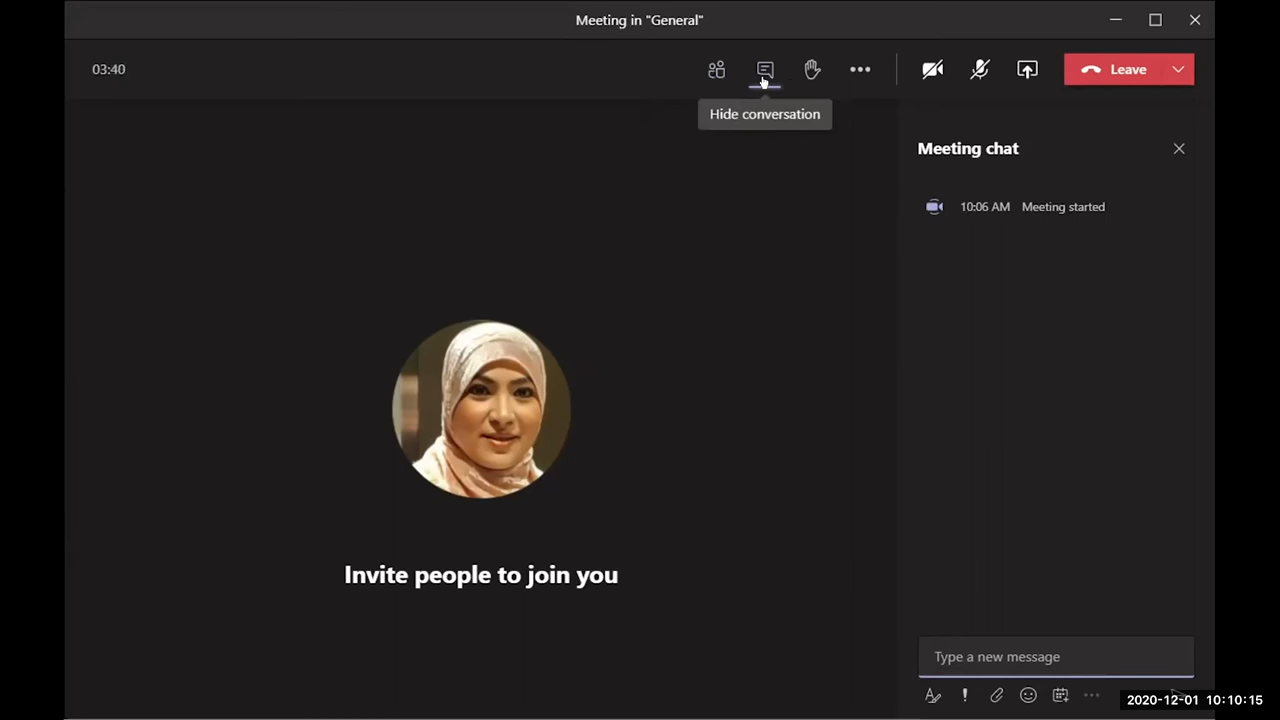 Meeting in "General"
03:40
Leave
Hide conversation
Meeting chat
10:06 AM Meeting started
Invite people to join you
Type a new message
2020-12-01 10:10:15